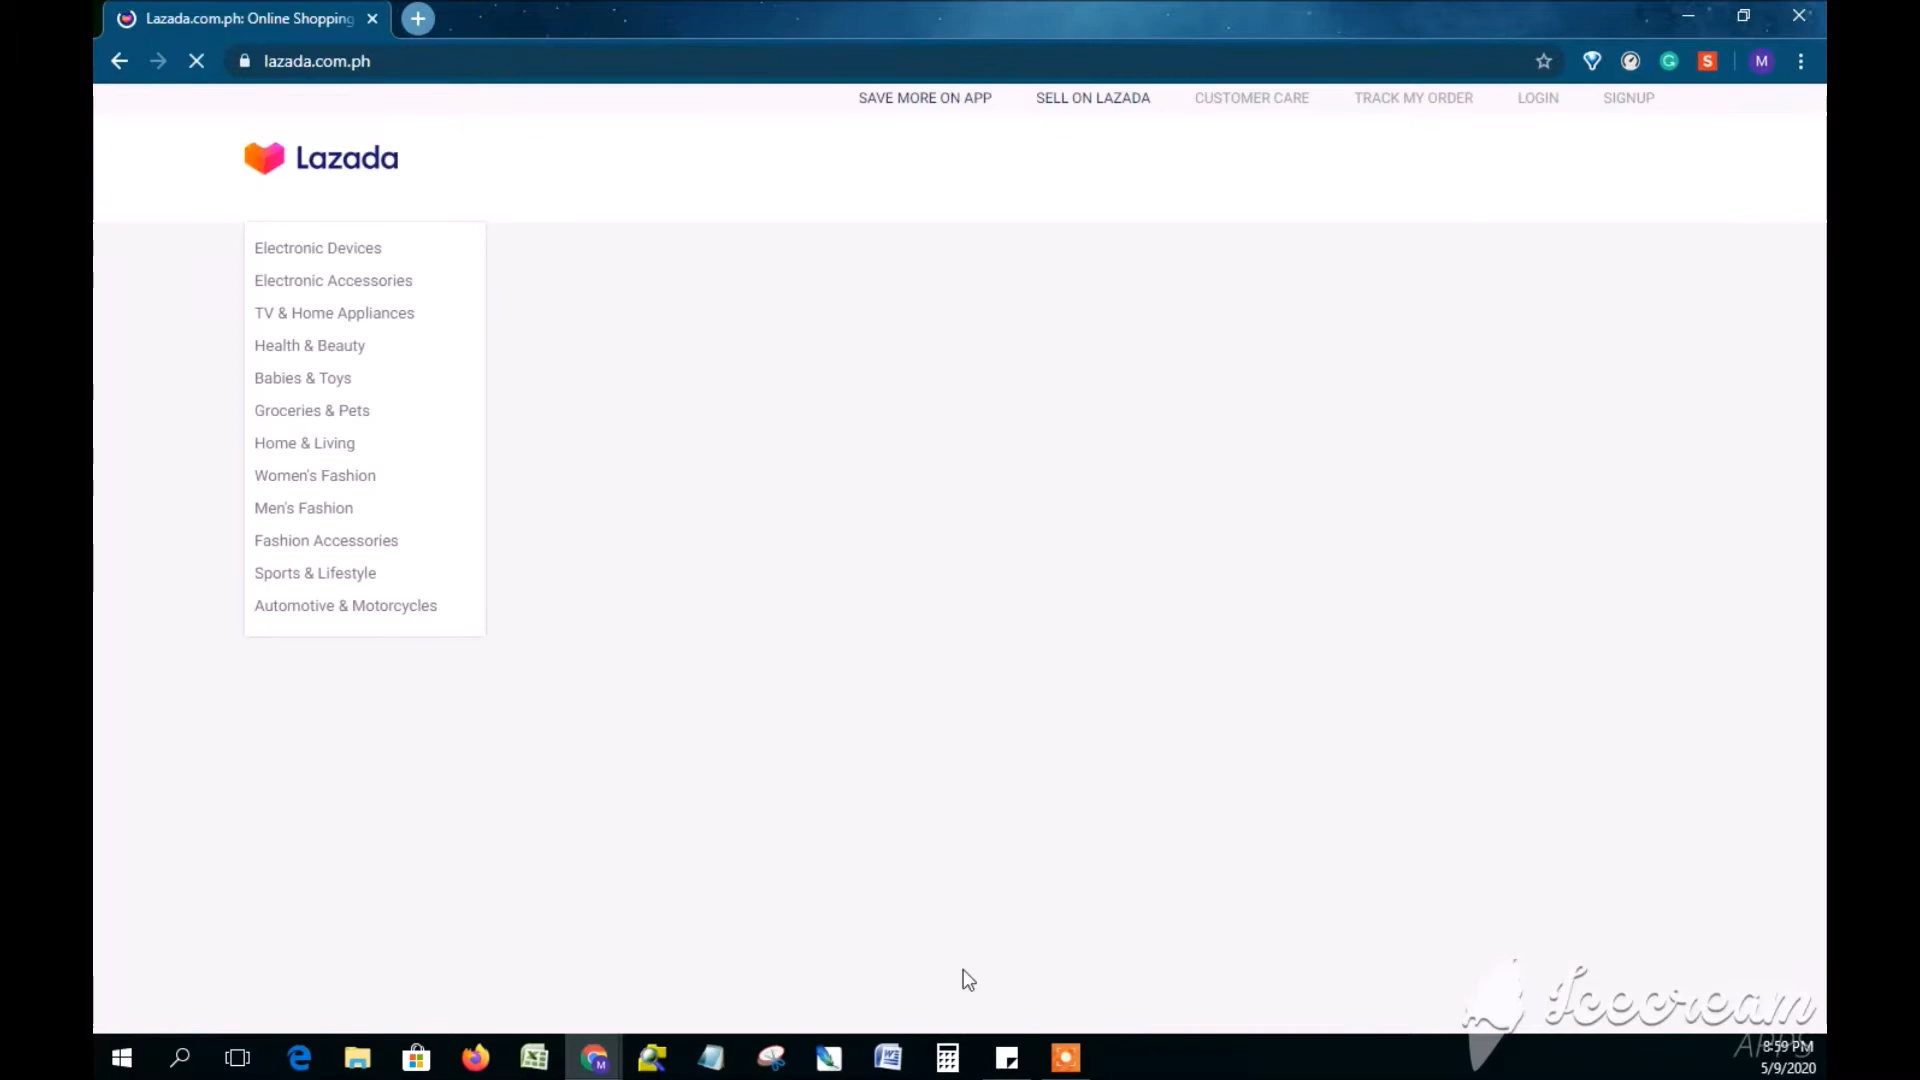 Lazada.com.ph: Online Shopping
lazada.com.ph
M
SAVE MORE ON APP SELL ON LAZADA CUSTOMER CARE TRACK MY ORDER LOGIN SIGNUP
Lazada
Electronic Devices
Electronic Accessories
TV & Home Appliances
Health & Beauty
Babies & Toys
Groceries & Pets
Home & Living
Women's Fashion
Men's Fashion
Fashion Accessories
Sports & Lifestyle
Automotive & Motorcycles
Icecream
APPS
8:59 PM
5/9/2020